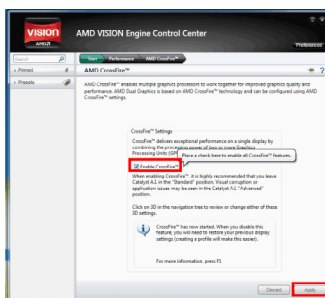 VISION
AMD
AMD VISION Engine Control Center
Preferences
Search
Start
Performance
AMD CrossFire™
Pinned
AMD CrossFire™
?
Presets
AMD CrossFire™ enables multiple graphics processors to work together for improved graphics quality and
performance. AMD Dual Graphics is based on AMD CrossFire™ technology and can be configured using AMD
CrossFire™ settings.
CrossFire™ Settings
CrossFire™ delivers exceptional performance on a single display by
combining the processing power of two or more Graphics
Processing Units (GP
Place a check here to enable all CrossFire™ features.
Enable CrossFire™
When enabling CrossFire™, it is highly recommended that you leave
Catalyst A.I. in the "Standard" position. Visual corruption or
application issues may be seen in the Catalyst A.I. "Advanced"
position.
Click on 3D in the navigation tree to review or change either of these
3D settings.
CrossFire™ has now started. When you disable this
feature, you will need to restore your previous display
settings (creating a profile will make this easier).
For more information, press F1.
Discard
Apply